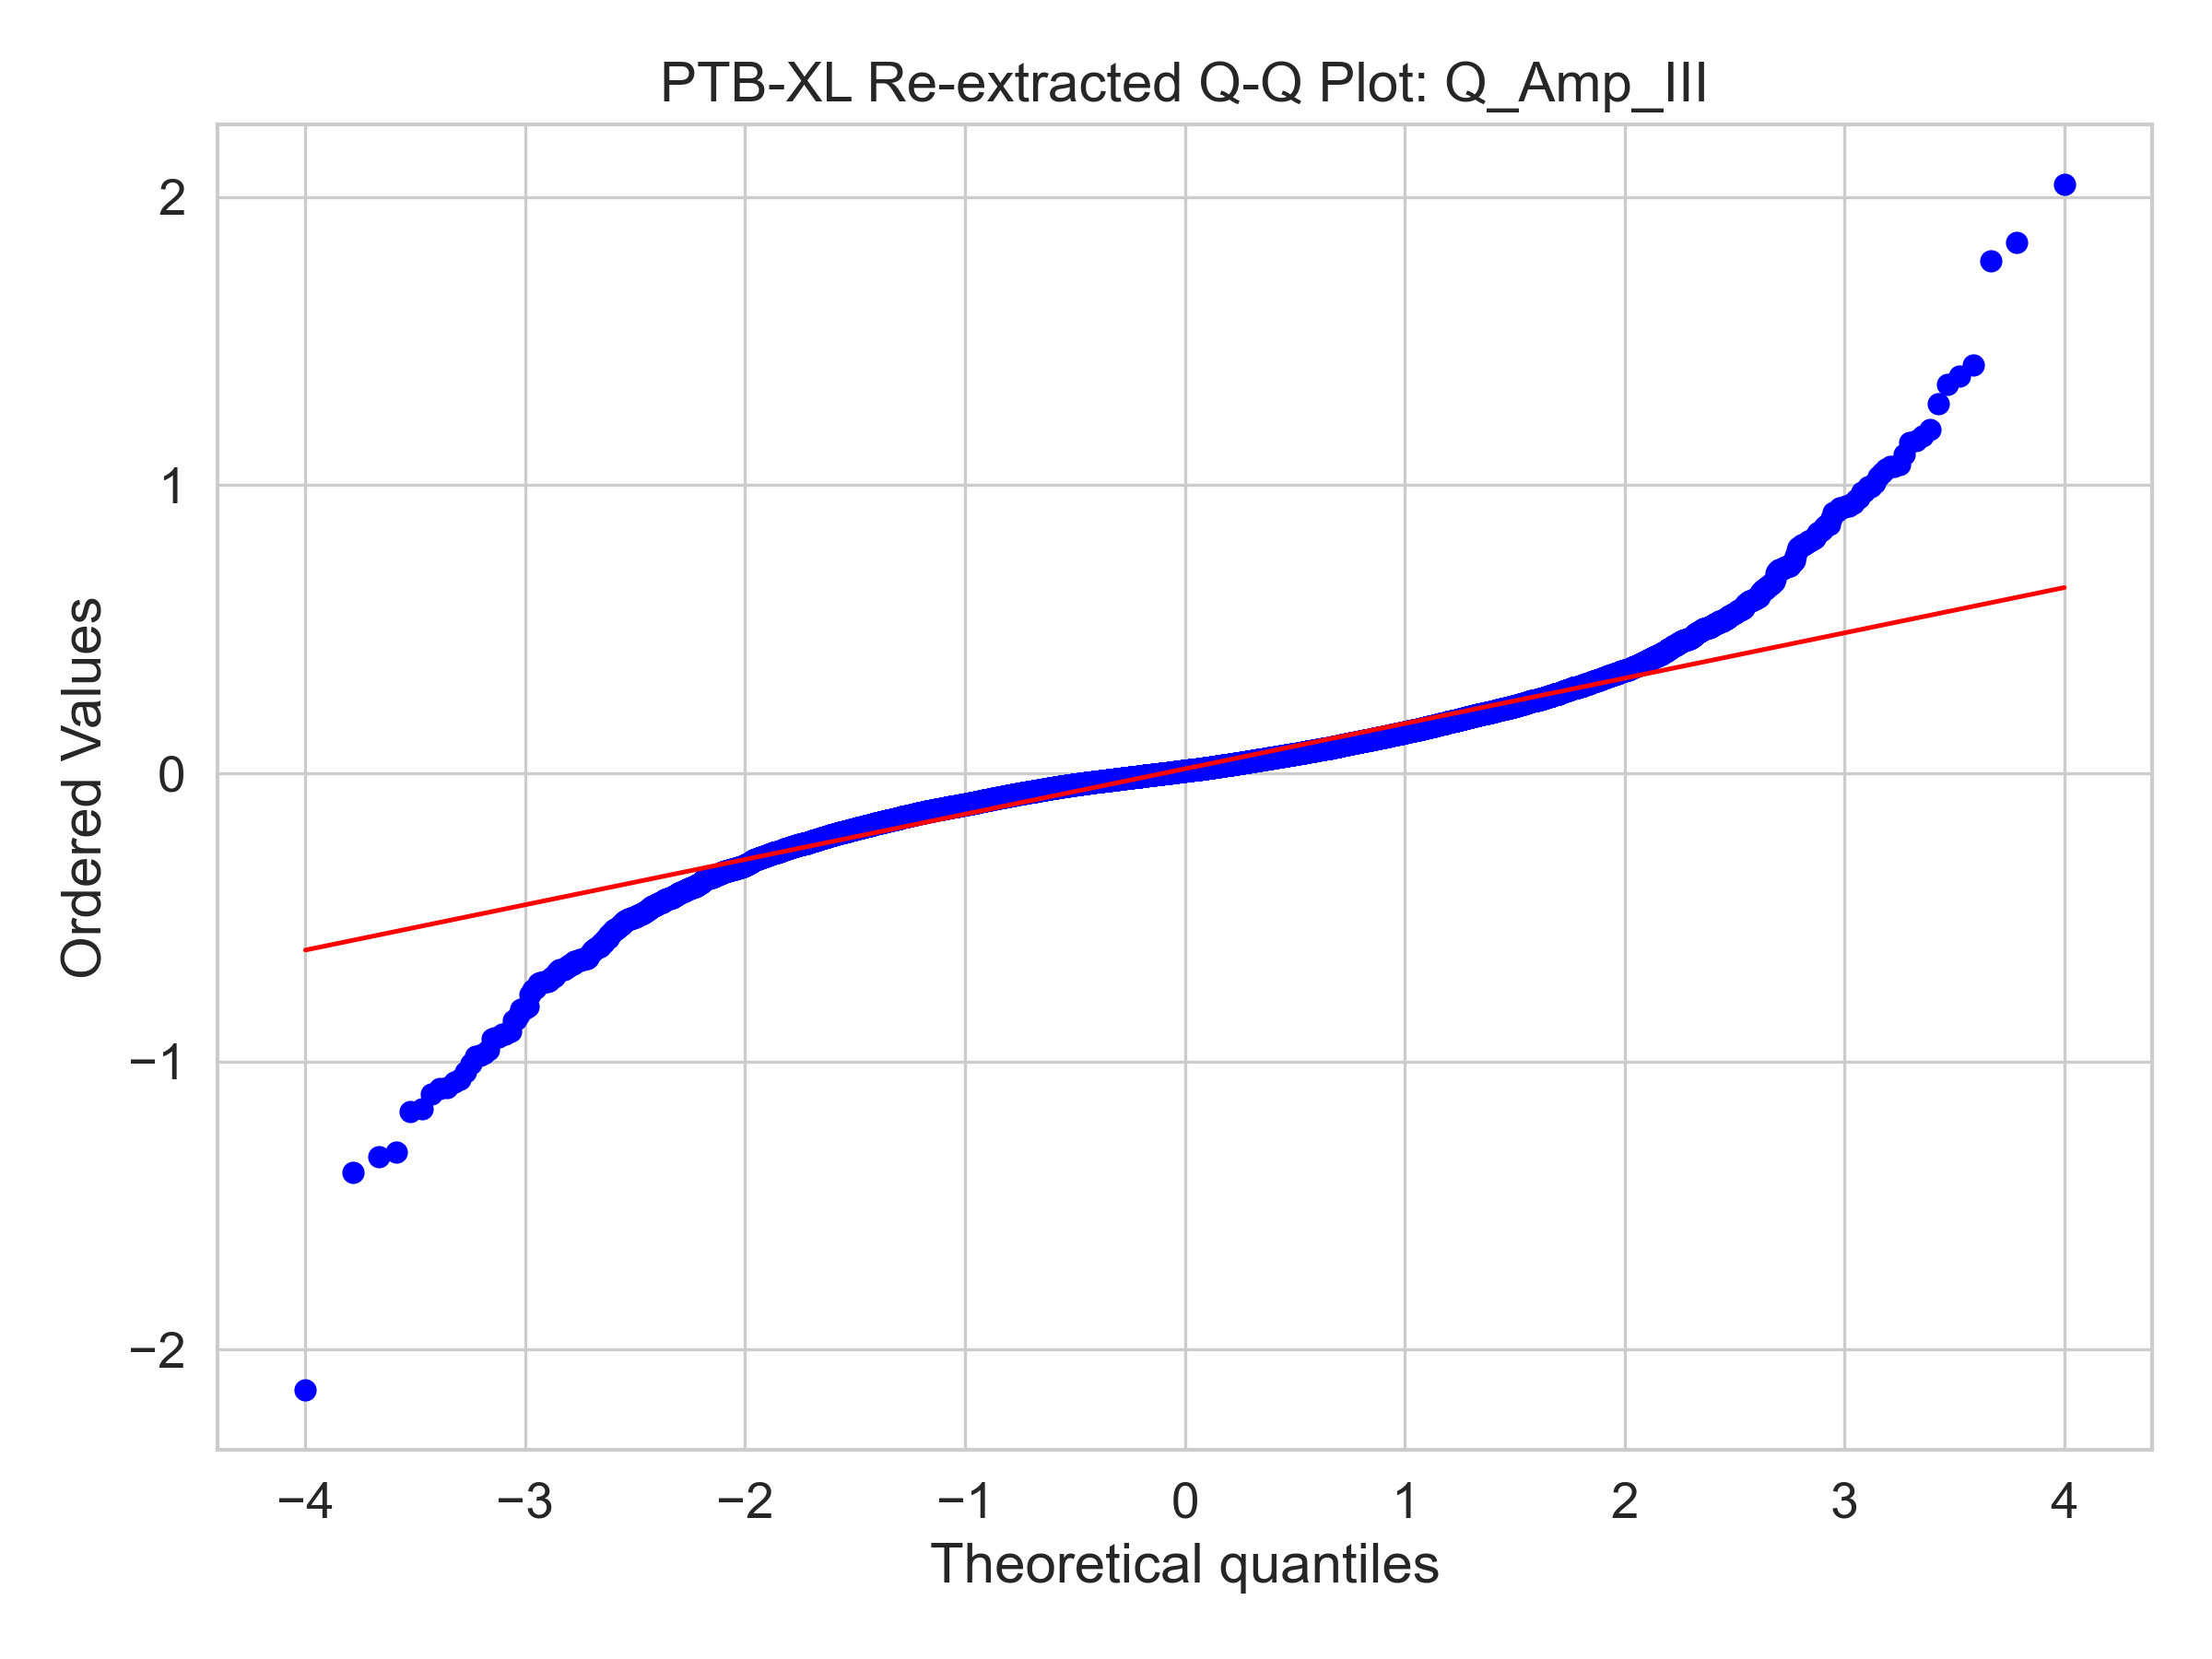 PTB-XL Re-extracted Q-Q Plot: Q_Amp_III
2
1
0
−1
−2
Ordered Values
−4 −3 −2 −1 0 1 2 3 4
Theoretical quantiles